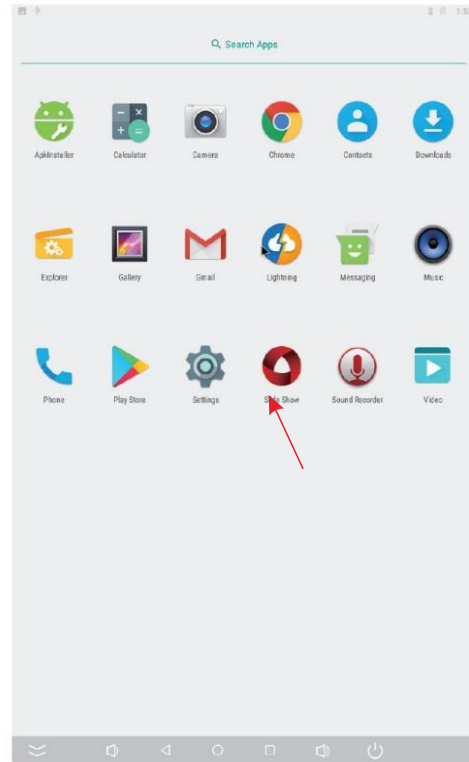 Search Apps
ApkInstaller Calculator Camera Chrome Contacts Downloads
Explorer Gallery Gmail Lightning Messaging Music
Phone Play Store Settings Slide Show Sound Recorder Video